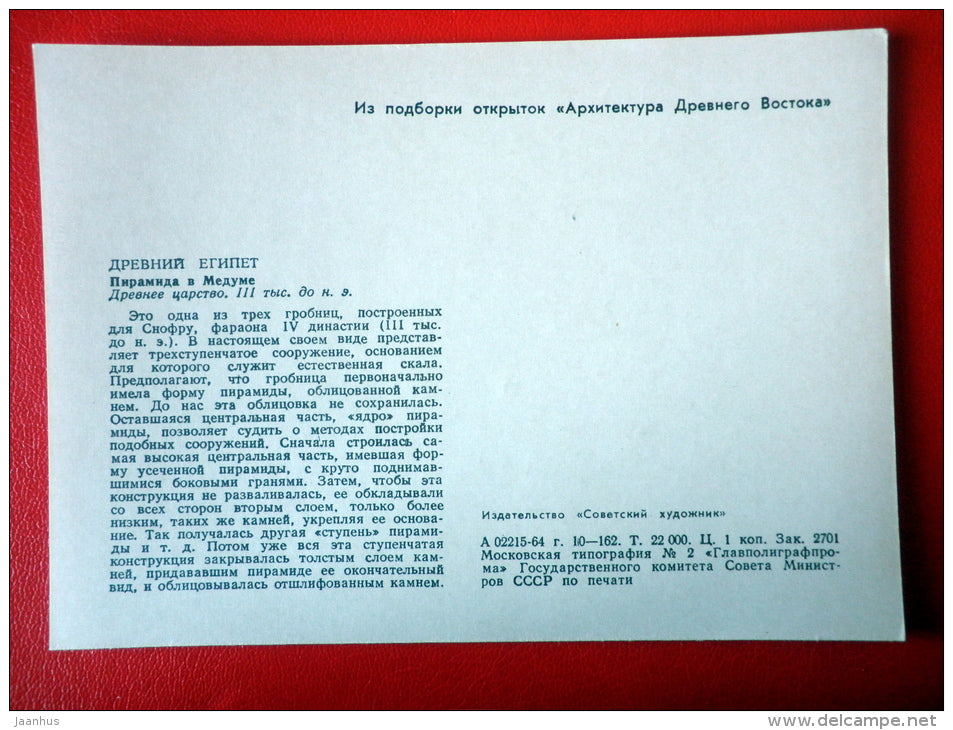 Из подборки открыток «Архитектура Древнего Востока»
ДРЕВНИЙ ЕГИПЕТ
Пирамида в Медуме
Древнее царство. III тыс. до н. э.
Это одна из трех гробниц, построенных
для Снофру, фараона IV династии (III тыс.
до н. э.). В настоящем своем виде представ-
ляет трехступенчатое сооружение, основанием
для которого служит естественная скала.
Предполагают, что гробница первоначально
имела форму пирамиды, облицованной кам-
нем. До нас эта облицовка не сохранилась.
Оставшаяся центральная часть, «ядро» пира-
миды, позволяет судить о методах постройки
подобных сооружений. Сначала строилась са-
мая высокая центральная часть, имевшая фор-
му усеченной пирамиды, с круто поднимав-
шимися боковыми гранями. Затем, чтобы эта
конструкция не разваливалась, ее обкладывали
со всех сторон вторым слоем, только более
низким, таких же камней, укрепляя ее основа-
ние. Так получалась другая «ступень» пирами-
ды и т. д. Потом уже вся эта ступенчатая
конструкция закрывалась толстым слоем кам-
ней, придававшим пирамиде ее окончательный
вид, и облицовывалась отшлифованным камнем.
Издательство «Советский художник»
А 02215-64 г. 10—162. Т. 22 000. Ц. 1 коп. Зак. 2701
Московская типография № 2 «Главполиграфпро-
ма» Государственного комитета Совета Минист-
ров СССР по печати
Jaanhus
www.delcampe.net